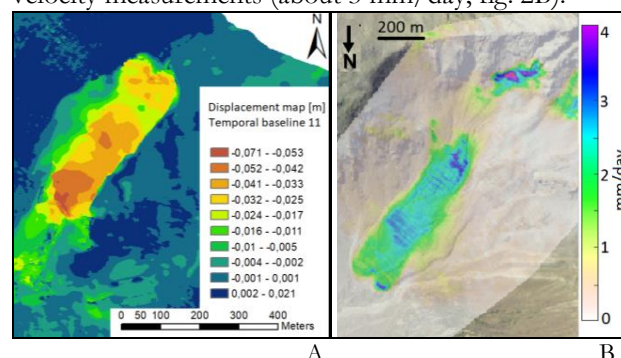 velocity measurements (about 3 mm/day, fig. 2B).
N
Displacement map [m]
Temporal baseline 11
-0,071 - -0,053
-0,052 - -0,042
-0,041 - -0,033
-0,032 - -0,025
-0,024 - -0,017
-0,016 - -0,011
-0,01 - -0,005
-0,004 - -0,002
-0,001 - 0,001
0,002 - 0,021
0 50 100 200 300 400
Meters
200 m
N
4
3
2
1
0
mm/day
A
B